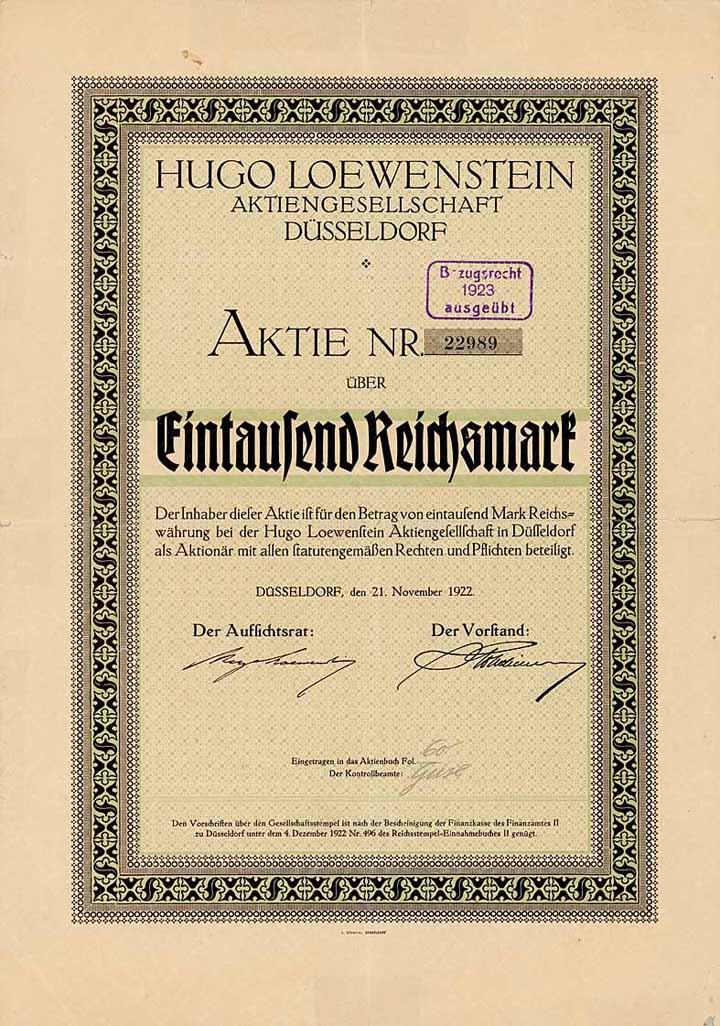 HUGO LOEWENSTEIN
AKTIENGESELLSCHAFT
DÜSSELDORF
B-zugsrecht
1923
ausgeübt
AKTIE NR. 22989
ÜBER
Eintauſend Reichsmark
Der Inhaber dieſer Aktie iſt für den Betrag von eintauſend Mark Reichs=
währung bei der Hugo Loewenſtein Aktiengeſellſchaft in Düſſeldorf
als Aktionär mit allen ſtatutengemäßen Rechten und Pflichten beteiligt.
DÜSSELDORF, den 21. November 1922.
Der Aufſichtsrat: Der Vorſtand:
Eingetragen in das Aktienbuch Fol. 60
Der Kontrollbeamte:
Den Vorſchriften über den Geſellſchaftsſtempel iſt nach der Beſcheinigung der Finanzkaſſe des Finanzamtes II
zu Düſſeldorf unter dem 4. Dezember 1922 Nr. 496 des Reichsſtempel-Einnahmebuches II genügt.